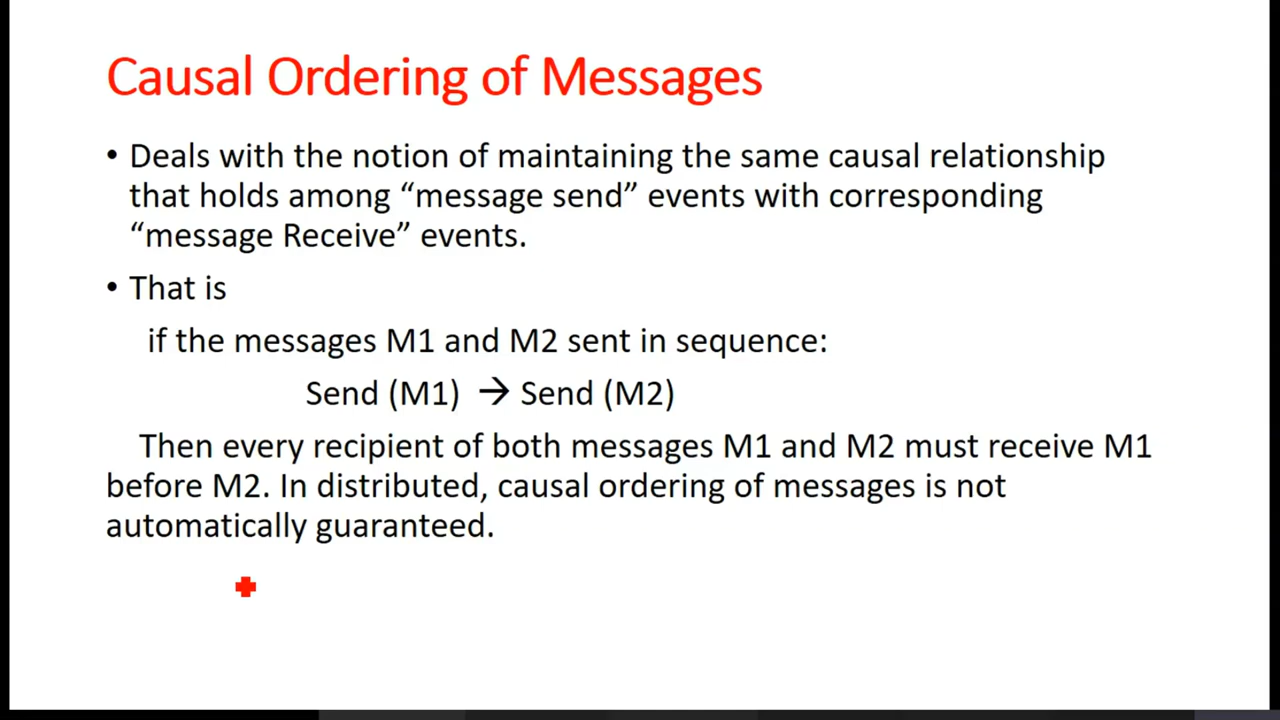 Causal Ordering of Messages
• Deals with the notion of maintaining the same causal relationship
that holds among “message send” events with corresponding
“message Receive” events.
• That is
if the messages M1 and M2 sent in sequence:
Send (M1) → Send (M2)
Then every recipient of both messages M1 and M2 must receive M1
before M2. In distributed, causal ordering of messages is not
automatically guaranteed.